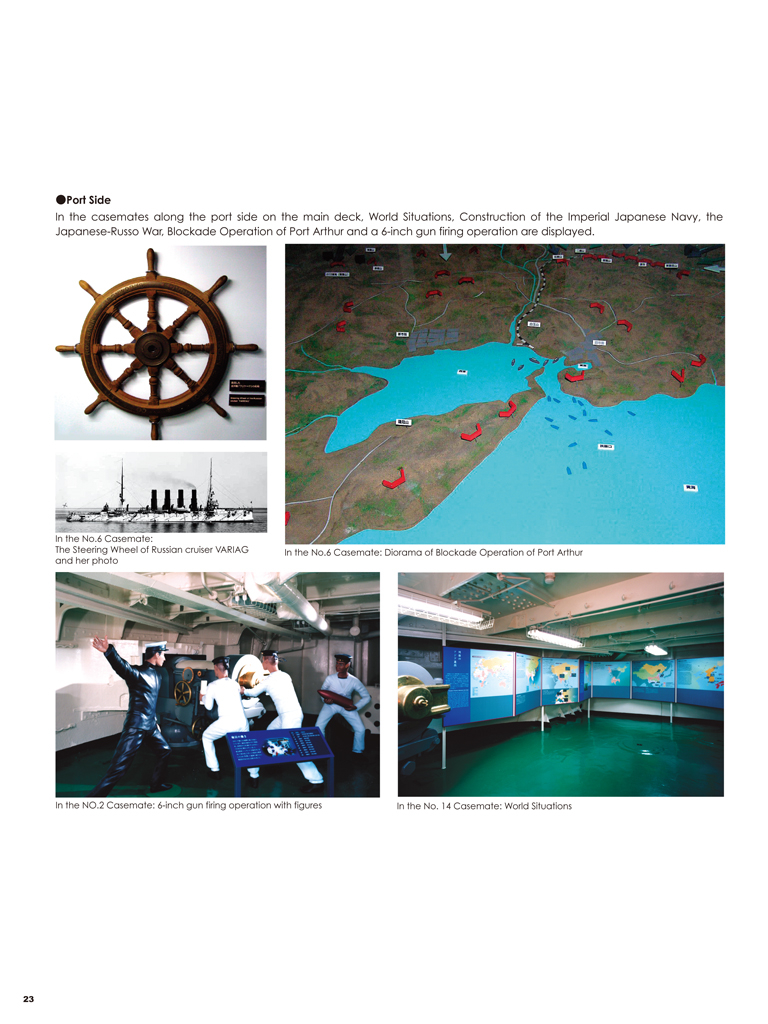 ●Port Side
In the casemates along the port side on the main deck, World Situations, Construction of the Imperial Japanese Navy, the
Japanese-Russo War, Blockade Operation of Port Arthur and a 6-inch gun firing operation are displayed.
In the No.6 Casemate:
The Steering Wheel of Russian cruiser VARIAG
and her photo
In the No.6 Casemate: Diorama of Blockade Operation of Port Arthur
In the NO.2 Casemate: 6-inch gun firing operation with figures
In the No. 14 Casemate: World Situations
23